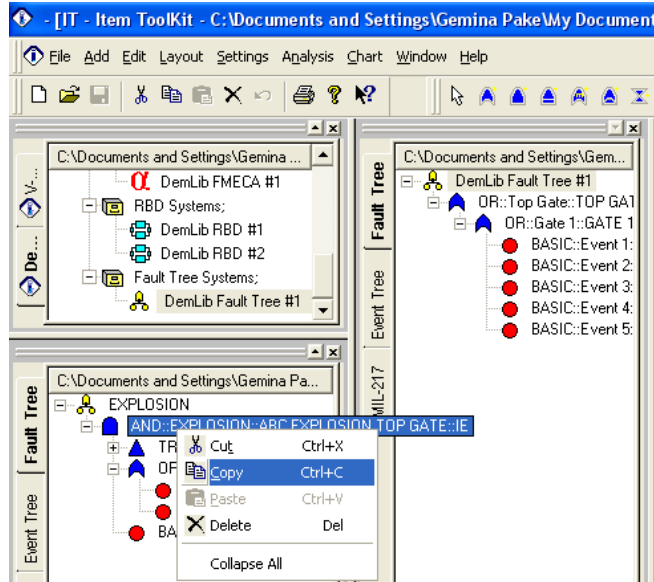 - [IT - Item ToolKit - C:\Documents and Settings\Gemina Pake\My Document
File Add Edit Layout Settings Analysis Chart Window Help
V-...
De...
C:\Documents and Settings\Gemina ...
DemLib FMECA #1
RBD Systems;
DemLib RBD #1
DemLib RBD #2
Fault Tree Systems;
DemLib Fault Tree #1
Fault Tree
Event Tree
MIL-217
C:\Documents and Settings\Gem...
DemLib Fault Tree #1
OR::Top Gate::TOP GAT
OR::Gate 1::GATE 1
BASIC::Event 1:
BASIC::Event 2:
BASIC::Event 3:
BASIC::Event 4:
BASIC::Event 5:
Fault Tree
Event Tree
C:\Documents and Settings\Gemina Pa...
EXPLOSION
AND::EXPLOSION::ABC EXPLOSION TOP GATE::IE
TR
OF
BA
Cut Ctrl+X
Copy Ctrl+C
Paste Ctrl+V
Delete Del
Collapse All